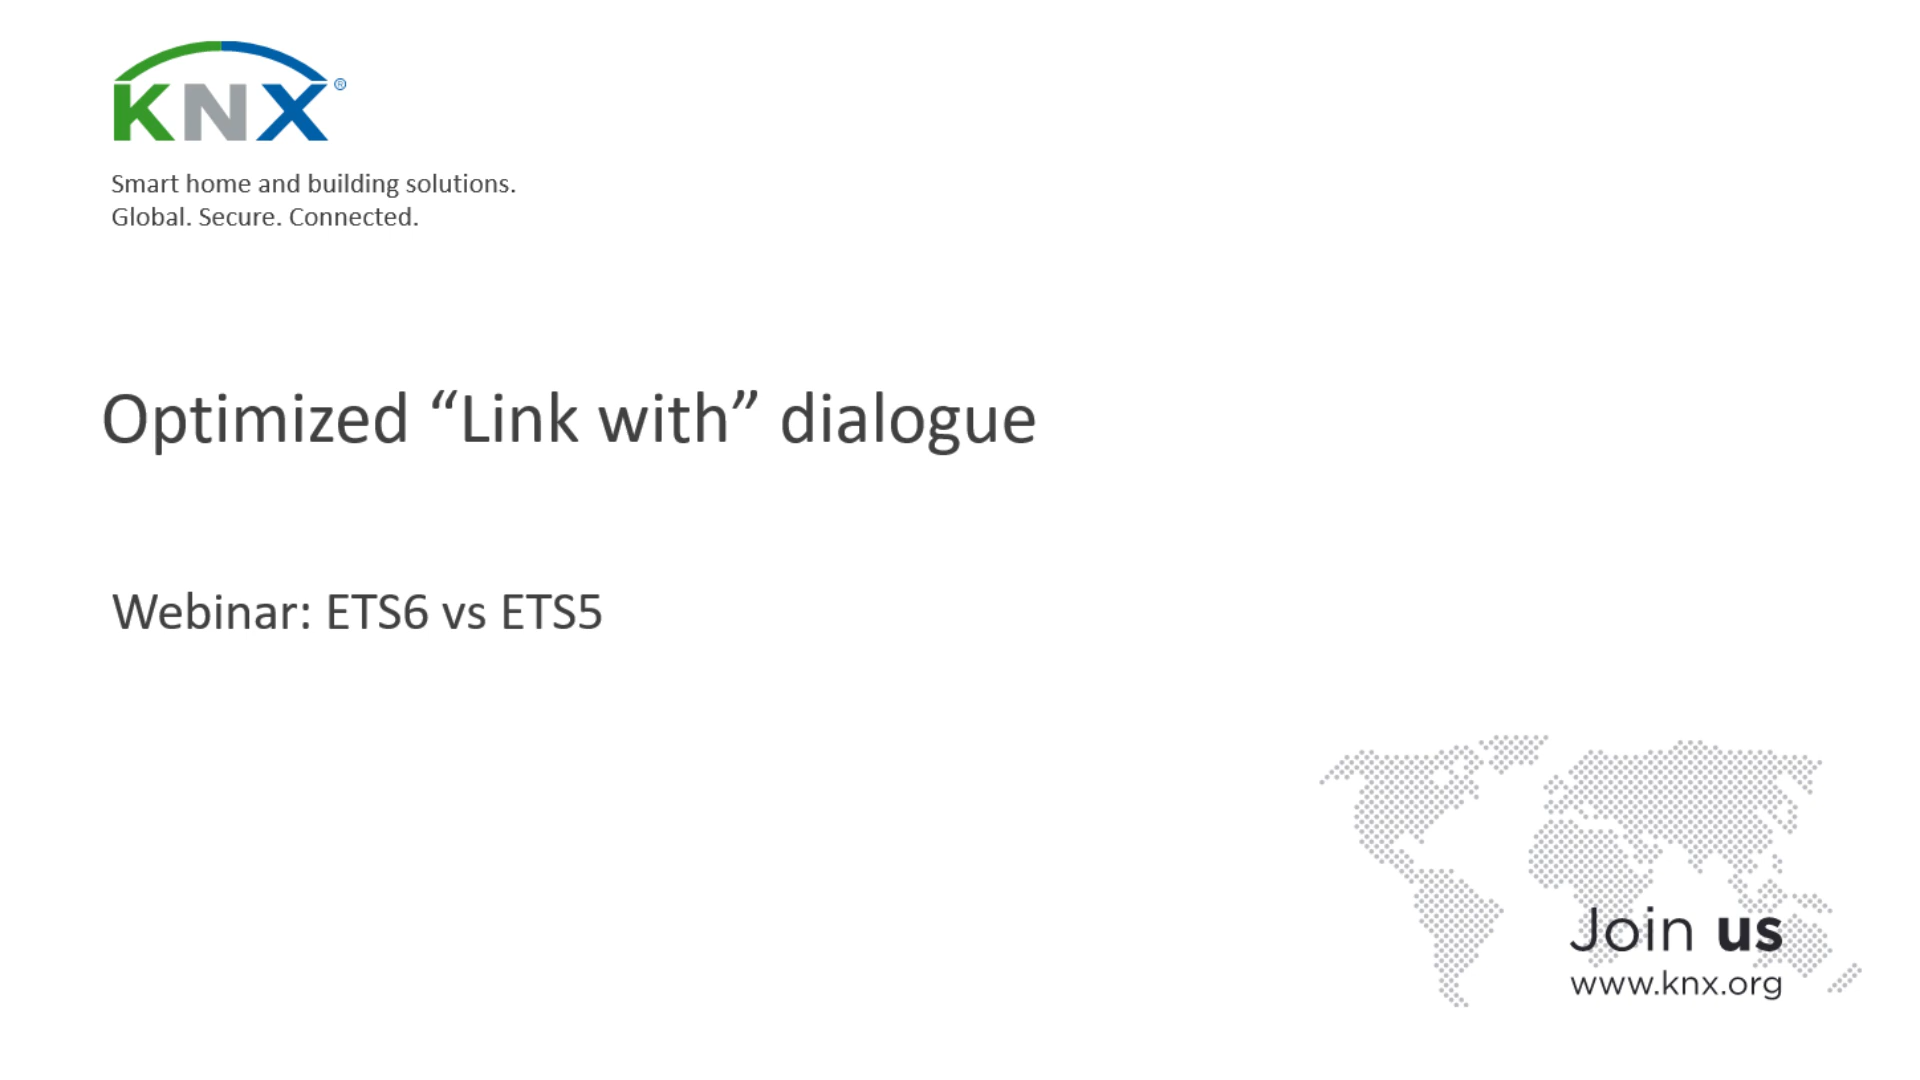 KNX®
Smart home and building solutions.
Global. Secure. Connected.
Optimized “Link with” dialogue
Webinar: ETS6 vs ETS5
Join us
www.knx.org